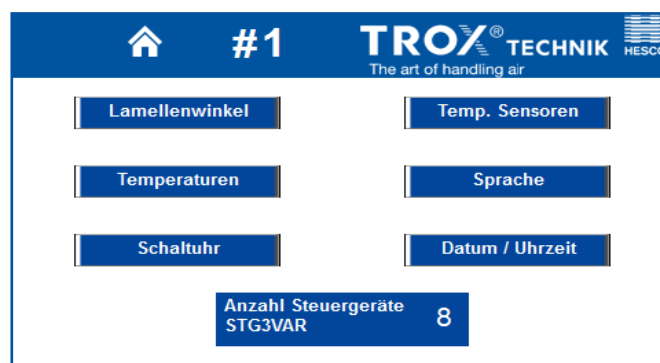 #1
TROX® TECHNIK
The art of handling air
HESCO
Lamellenwinkel
Temp. Sensoren
Temperaturen
Sprache
Schaltuhr
Datum / Uhrzeit
Anzahl Steuergeräte
STG3VAR
8